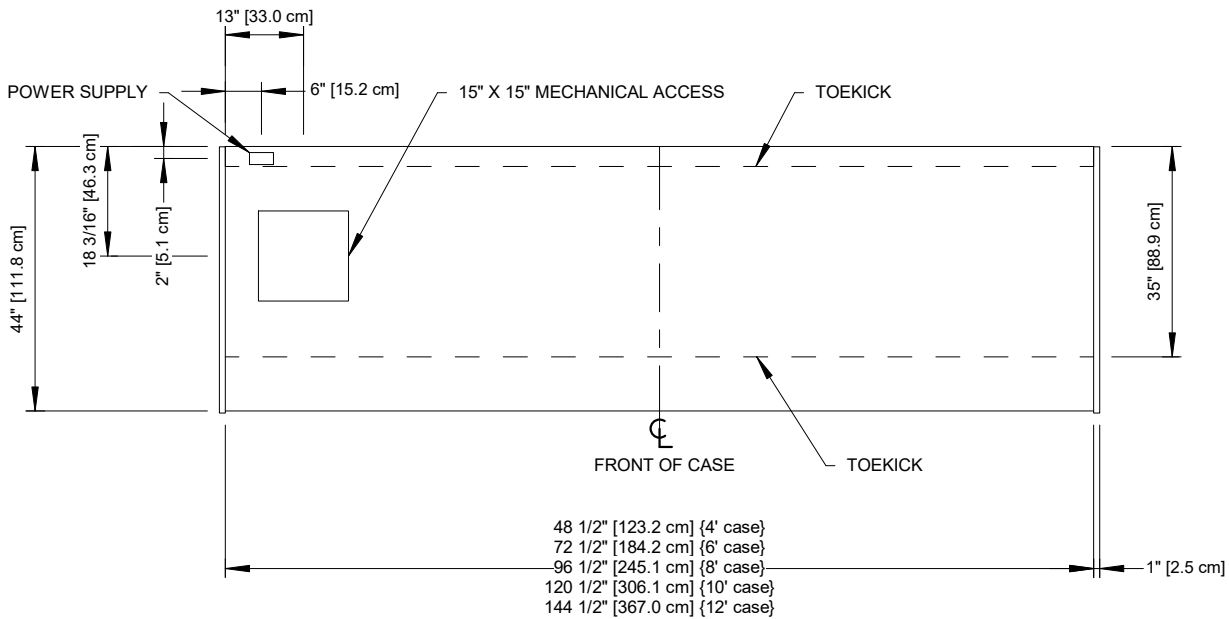 13" [33.0 cm]
POWER SUPPLY
6" [15.2 cm]
15" X 15" MECHANICAL ACCESS
TOEKICK
44" [111.8 cm]
18 3/16" [46.3 cm]
2" [5.1 cm]
35" [88.9 cm]
℄
FRONT OF CASE
TOEKICK
48 1/2" [123.2 cm] {4' case}
72 1/2" [184.2 cm] {6' case}
96 1/2" [245.1 cm] {8' case}
120 1/2" [306.1 cm] {10' case}
144 1/2" [367.0 cm] {12' case}
1" [2.5 cm]